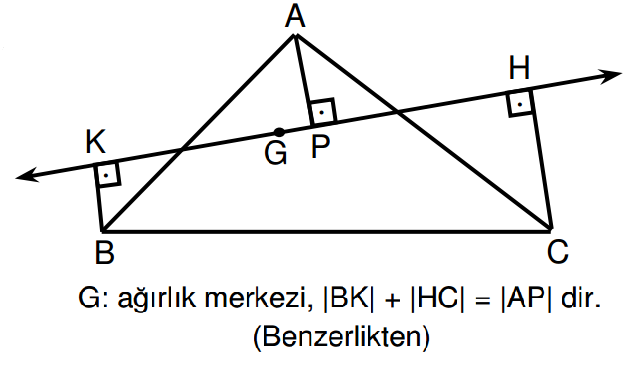 A
H
K
G P
B
C
G: ağırlık merkezi, |BK| + |HC| = |AP| dir.
(Benzerlikten)